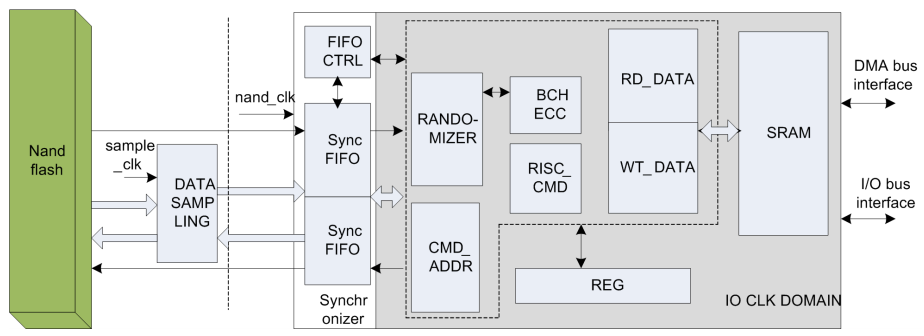 Nand
flash
sample
_clk
DATA
SAMP
LING
nand_clk
FIFO
CTRL
Sync
FIFO
Sync
FIFO
Synchr
onizer
RANDO-
MIZER
CMD_
ADDR
BCH
ECC
RISC_
CMD
RD_DATA
WT_DATA
REG
SRAM
IO CLK DOMAIN
DMA bus
interface
I/O bus
interface